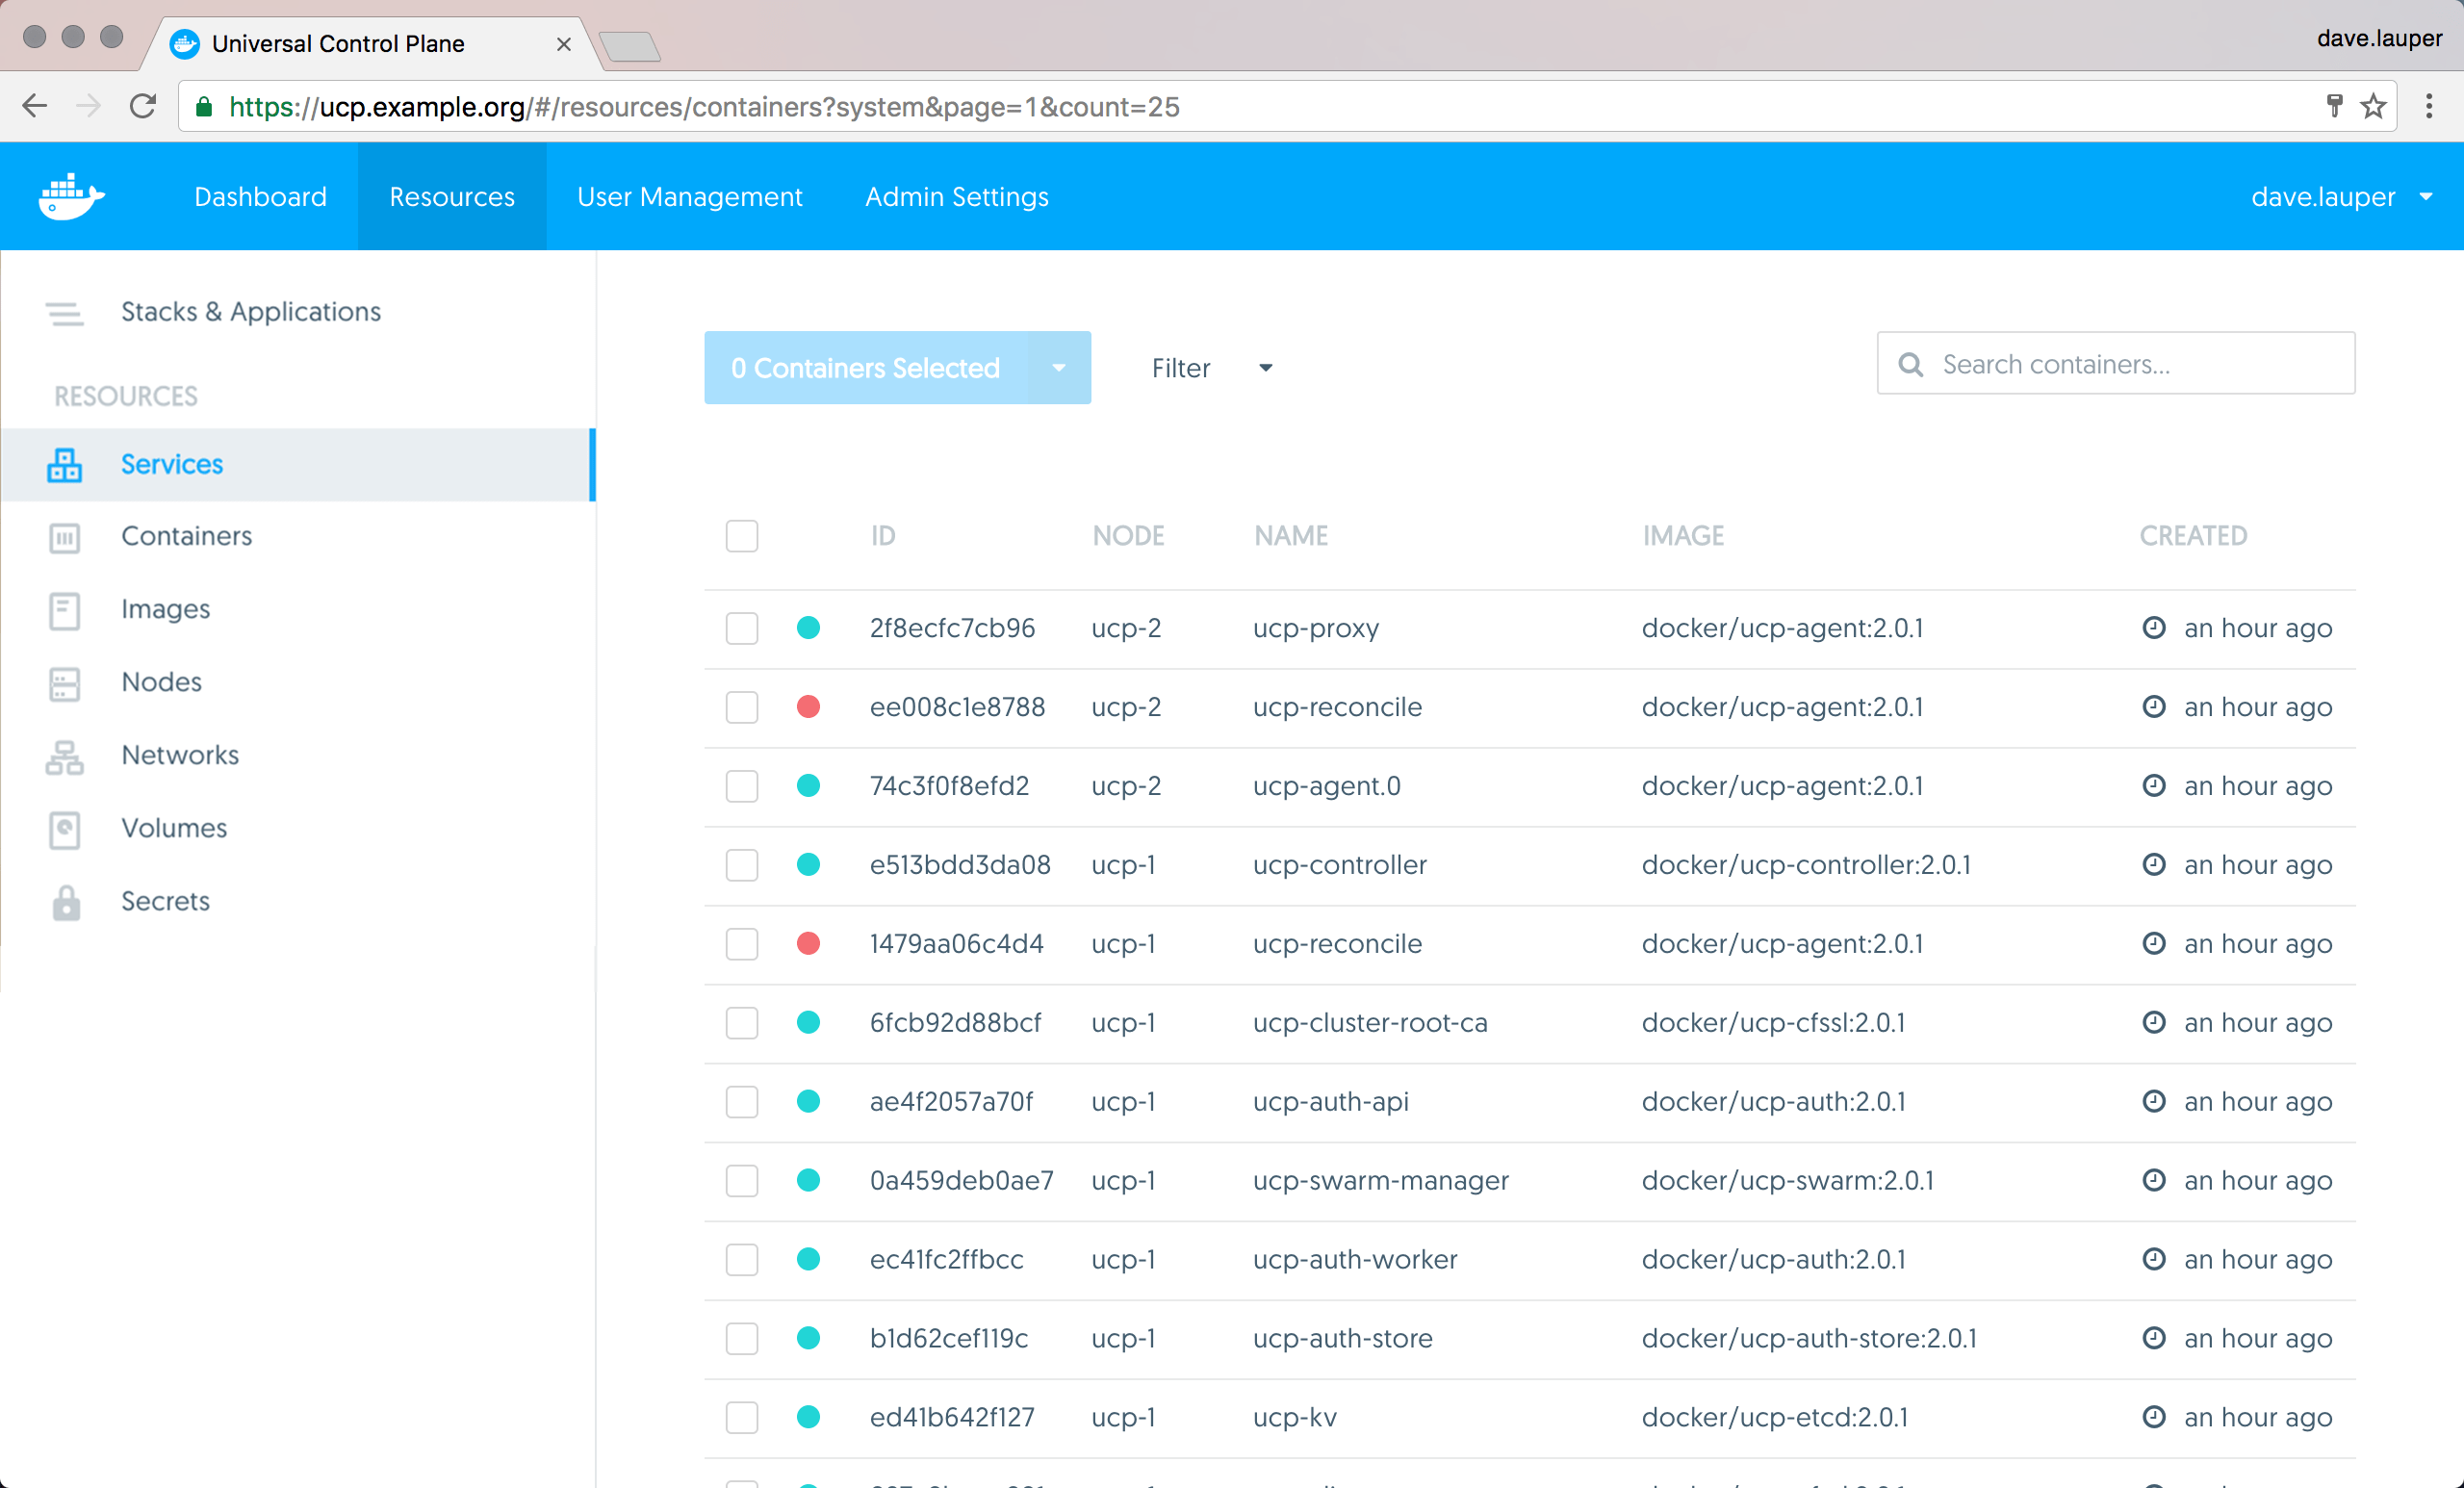 Universal Control Plane
dave.lauper
https://ucp.example.org/#/resources/containers?system&page=1&count=25
Dashboard Resources User Management Admin Settings dave.lauper
Stacks & Applications
RESOURCES
Services
Containers
Images
Nodes
Networks
Volumes
Secrets
0 Containers Selected Filter Search containers...
ID NODE NAME IMAGE CREATED
2f8ecfc7cb96 ucp-2 ucp-proxy docker/ucp-agent:2.0.1 an hour ago
ee008c1e8788 ucp-2 ucp-reconcile docker/ucp-agent:2.0.1 an hour ago
74c3f0f8efd2 ucp-2 ucp-agent.0 docker/ucp-agent:2.0.1 an hour ago
e513bdd3da08 ucp-1 ucp-controller docker/ucp-controller:2.0.1 an hour ago
1479aa06c4d4 ucp-1 ucp-reconcile docker/ucp-agent:2.0.1 an hour ago
6fcb92d88bcf ucp-1 ucp-cluster-root-ca docker/ucp-cfssl:2.0.1 an hour ago
ae4f2057a70f ucp-1 ucp-auth-api docker/ucp-auth:2.0.1 an hour ago
0a459deb0ae7 ucp-1 ucp-swarm-manager docker/ucp-swarm:2.0.1 an hour ago
ec41fc2ffbcc ucp-1 ucp-auth-worker docker/ucp-auth:2.0.1 an hour ago
b1d62cef119c ucp-1 ucp-auth-store docker/ucp-auth-store:2.0.1 an hour ago
ed41b642f127 ucp-1 ucp-kv docker/ucp-etcd:2.0.1 an hour ago